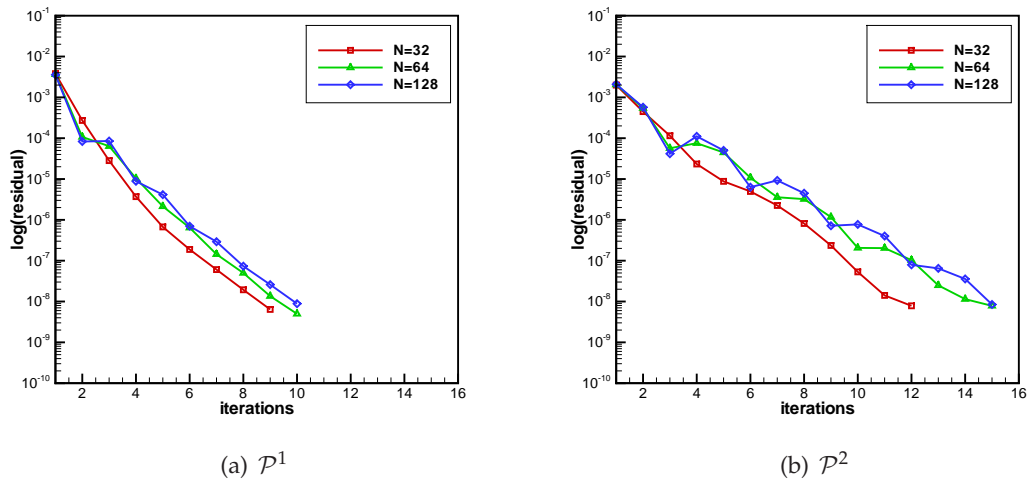 10^-1
10^-2
10^-3
10^-4
10^-5
10^-6
10^-7
10^-8
10^-9
10^-10
log(residual)
N=32
N=64
N=128
2 4 6 8 10 12 14 16
iterations
(a) 𝒫^1
10^-1
10^-2
10^-3
10^-4
10^-5
10^-6
10^-7
10^-8
10^-9
10^-10
log(residual)
N=32
N=64
N=128
2 4 6 8 10 12 14 16
iterations
(b) 𝒫^2